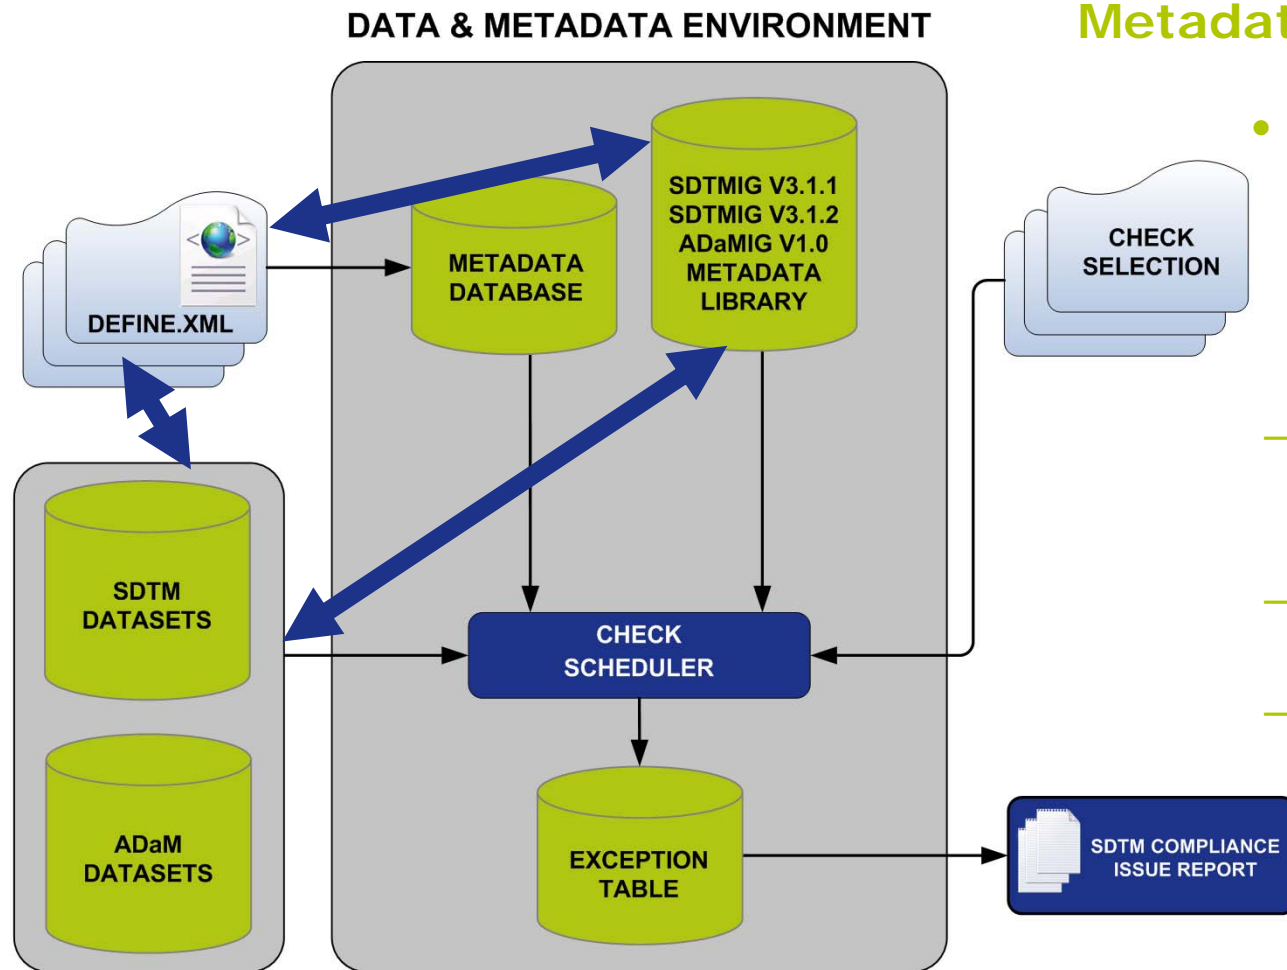 DATA & METADATA ENVIRONMENT
Metadat
•
SDTMIG V3.1.1
SDTMIG V3.1.2
ADaMIG V1.0
METADATA
LIBRARY
METADATA
DATABASE
CHECK
SELECTION
< >
DEFINE.XML
–
SDTM
DATASETS
–
CHECK
SCHEDULER
–
ADaM
DATASETS
EXCEPTION
TABLE
SDTM COMPLIANCE
ISSUE REPORT